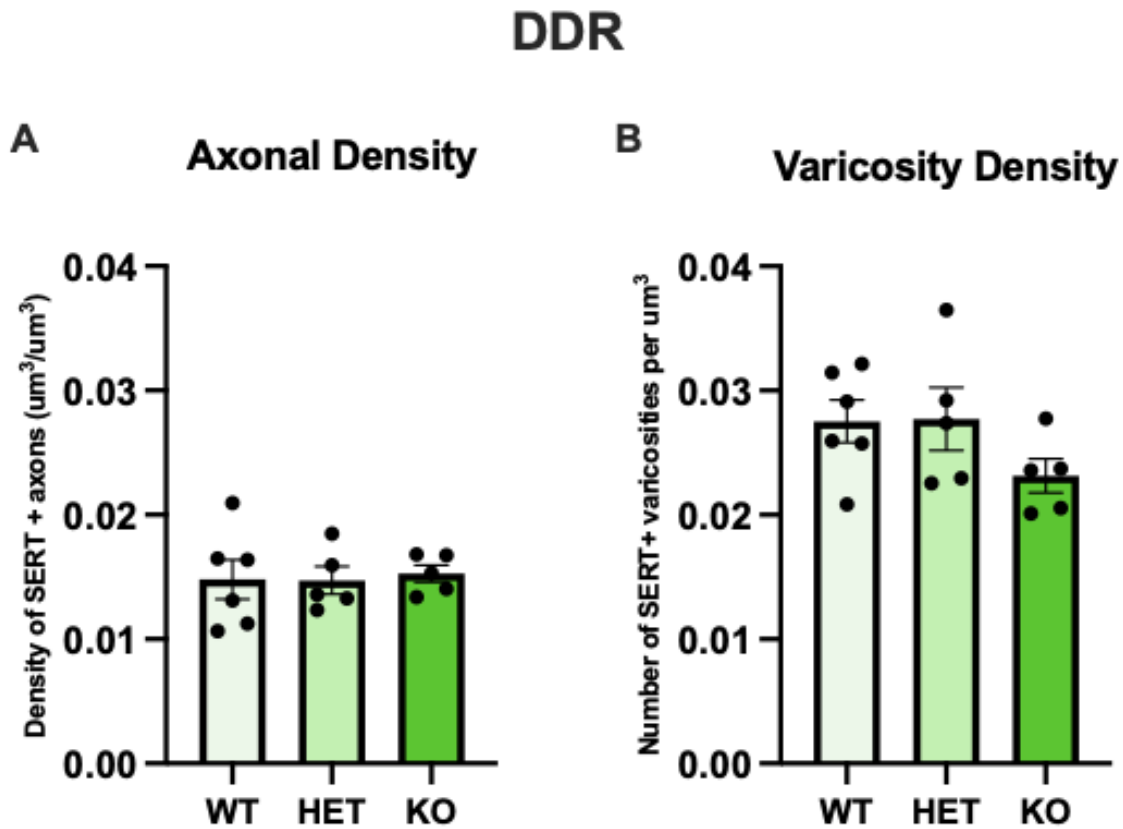 DDR
A
Axonal Density
Density of SERT + axons (um³/um³)
0.04
0.03
0.02
0.01
0.00
WT HET KO
B
Varicosity Density
Number of SERT+ varicosities per um³
0.04
0.03
0.02
0.01
0.00
WT HET KO